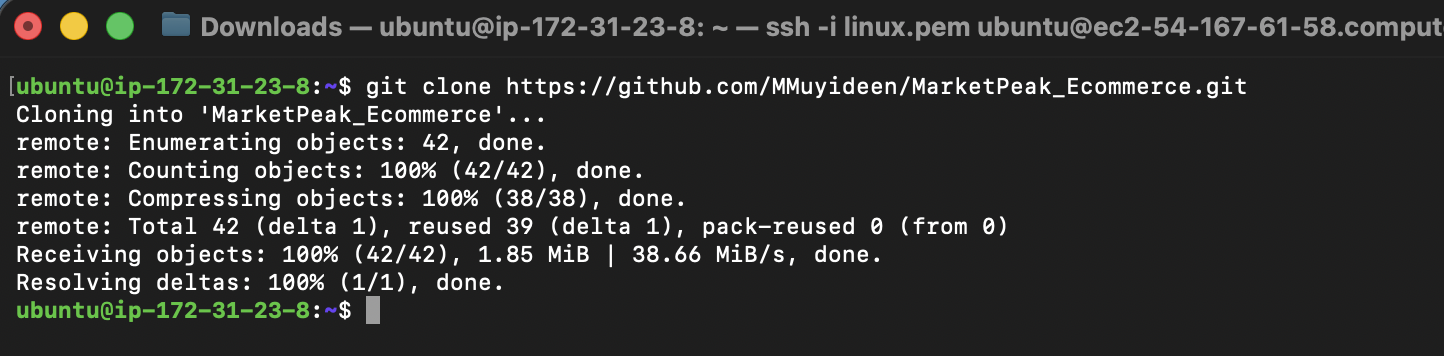 Downloads — ubuntu@ip-172-31-23-8: ~ — ssh -i linux.pem ubuntu@ec2-54-167-61-58.comput
[ubuntu@ip-172-31-23-8:~$ git clone https://github.com/MMuyideen/MarketPeak_Ecommerce.git
Cloning into 'MarketPeak_Ecommerce'...
remote: Enumerating objects: 42, done.
remote: Counting objects: 100% (42/42), done.
remote: Compressing objects: 100% (38/38), done.
remote: Total 42 (delta 1), reused 39 (delta 1), pack-reused 0 (from 0)
Receiving objects: 100% (42/42), 1.85 MiB | 38.66 MiB/s, done.
Resolving deltas: 100% (1/1), done.
ubuntu@ip-172-31-23-8:~$